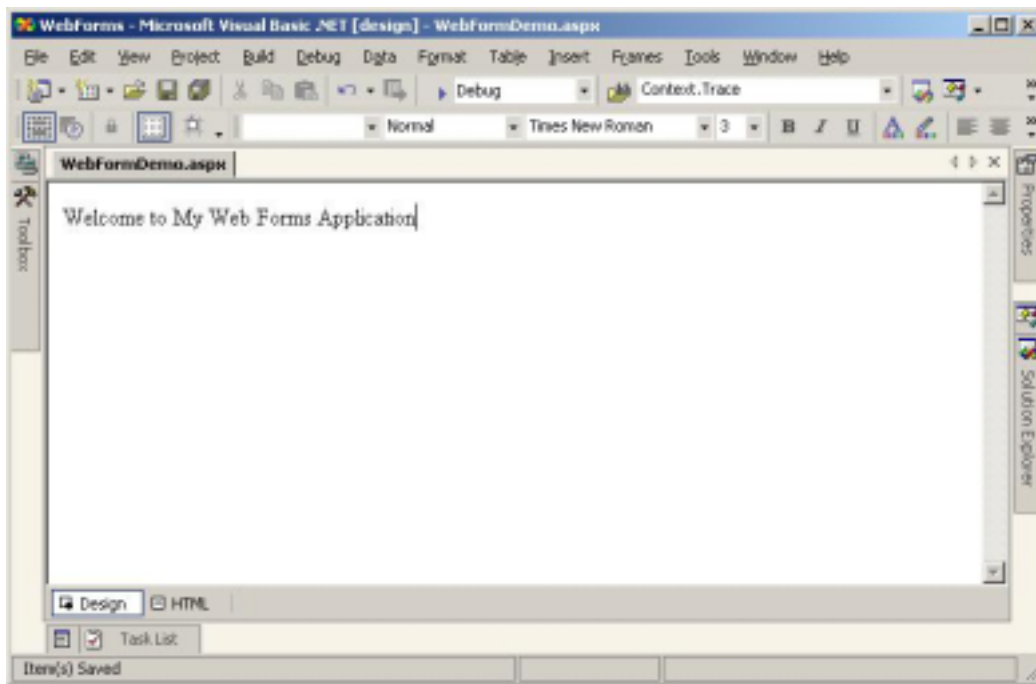 WebForms - Microsoft Visual Basic .NET [design] - WebFormDemo.aspx
File Edit View Project Build Debug Data Format Table Insert Frames Tools Window Help
Debug Context.Trace
Normal Times New Roman 3 B I U
WebFormDemo.aspx
Toolbox
Welcome to My Web Forms Application
Properties
Solution Explorer
Design HTML
Task List
Item(s) Saved